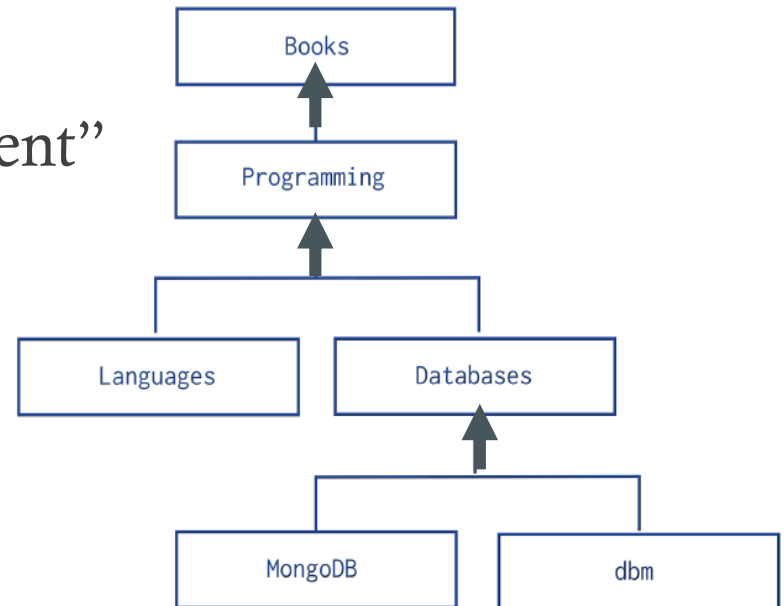 Books
ent”
Programming
Languages
Databases
MongoDB
dbm